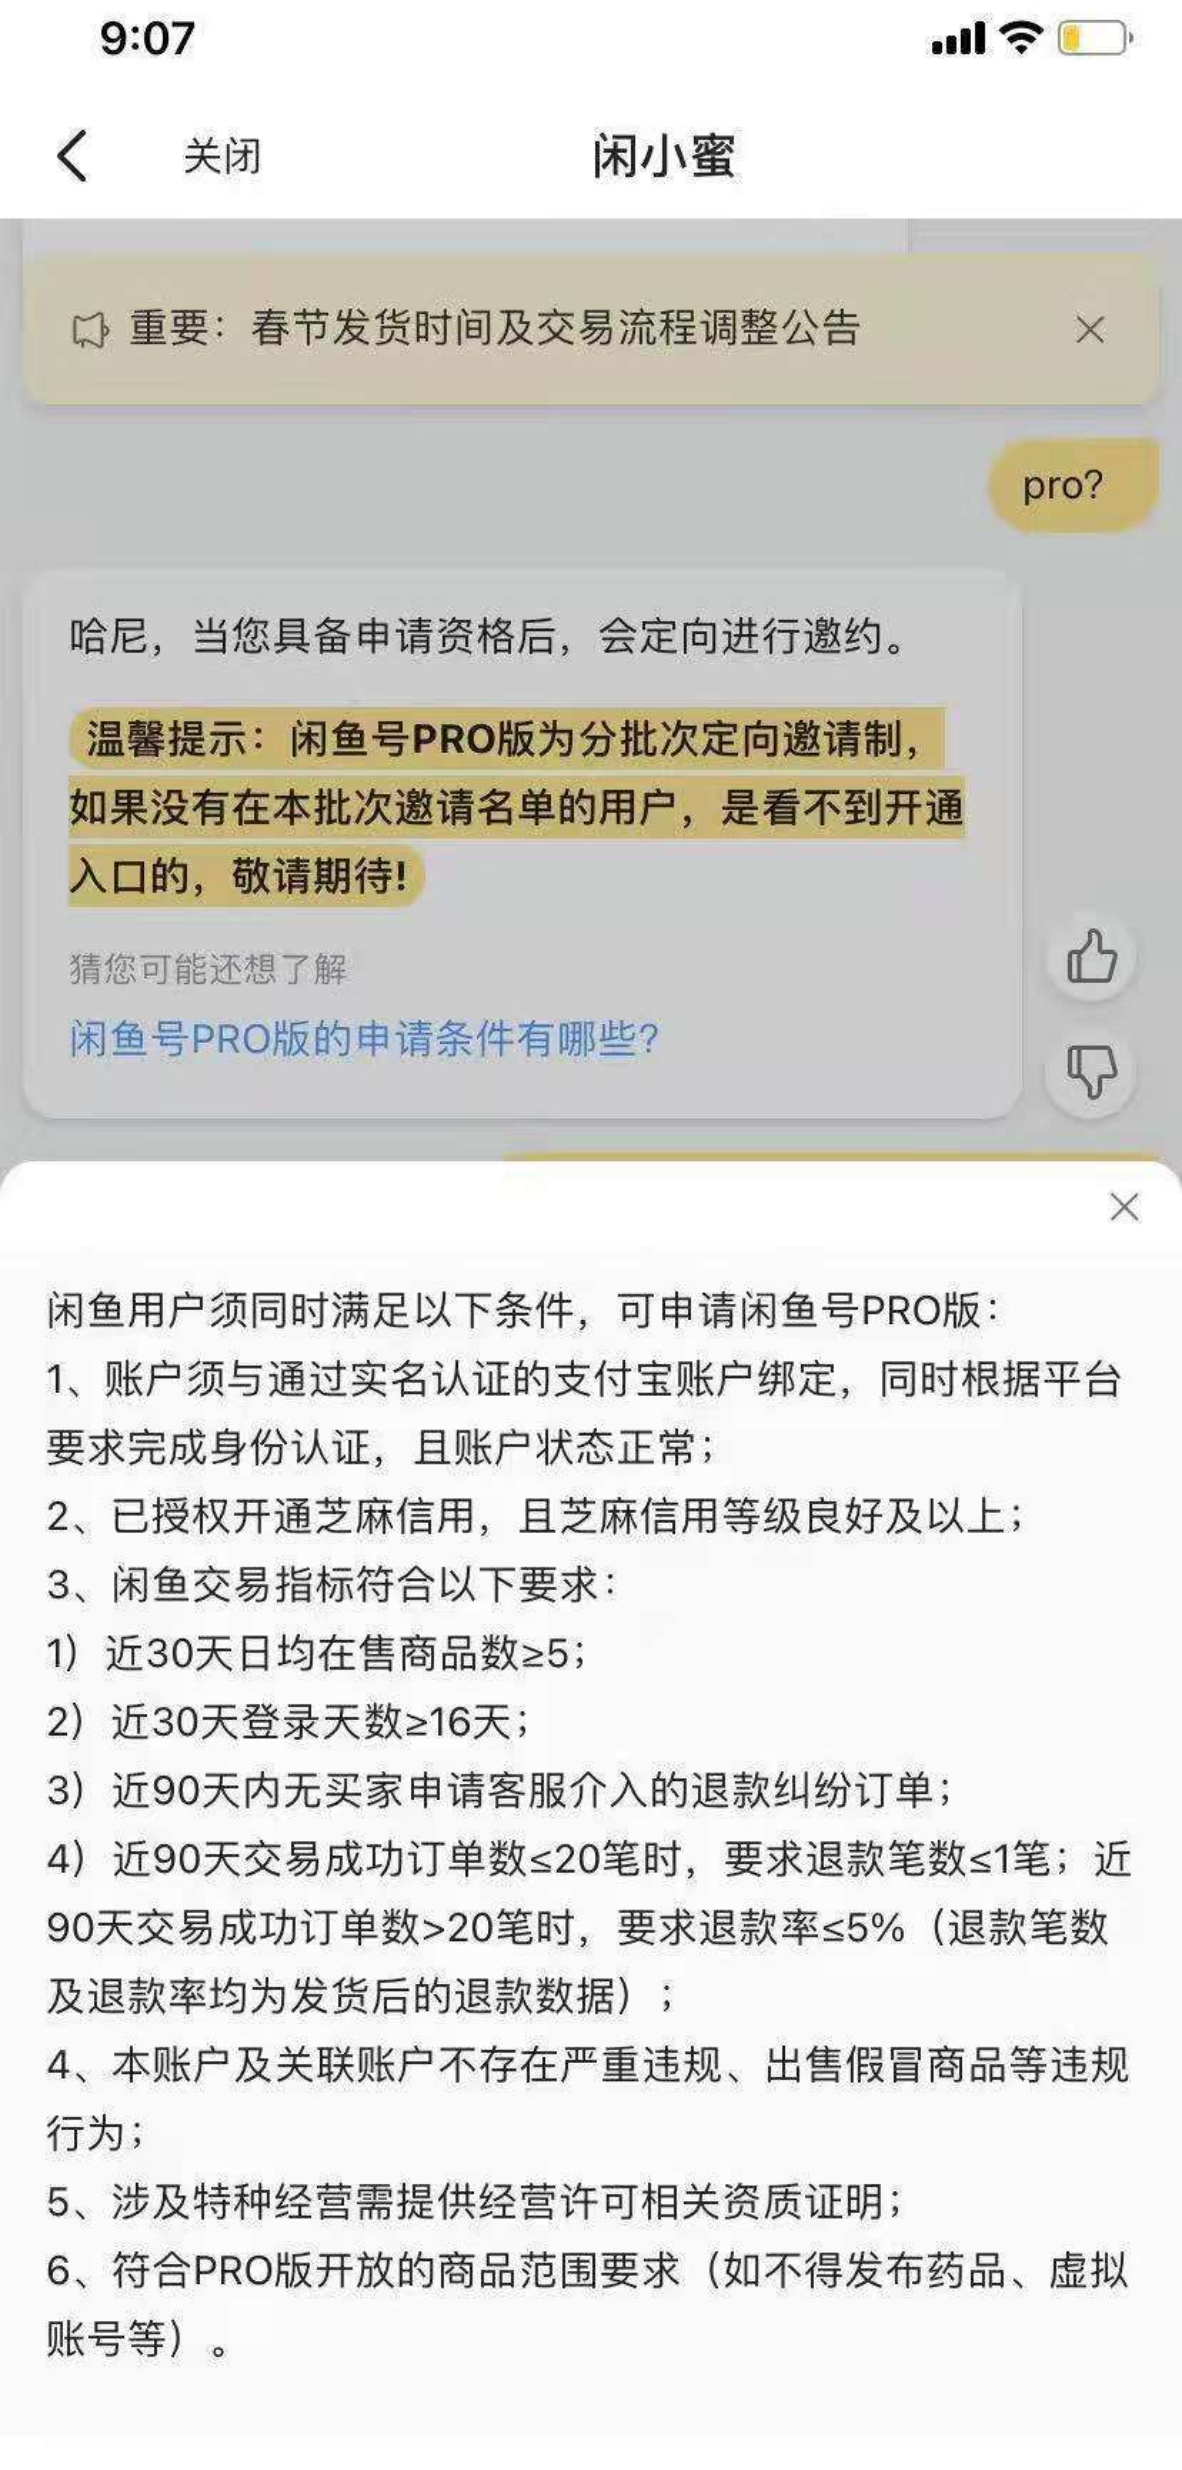 9:07
关闭
闲小蜜
重要：春节发货时间及交易流程调整公告
pro?
哈尼，当您具备申请资格后，会定向进行邀约。
温馨提示：闲鱼号PRO版为分批次定向邀请制，
如果没有在本批次邀请名单的用户，是看不到开通
入口的，敬请期待!
猜您可能还想了解
闲鱼号PRO版的申请条件有哪些?
闲鱼用户须同时满足以下条件，可申请闲鱼号PRO版：
1、账户须与通过实名认证的支付宝账户绑定，同时根据平台
要求完成身份认证，且账户状态正常；
2、已授权开通芝麻信用，且芝麻信用等级良好及以上；
3、闲鱼交易指标符合以下要求：
1）近30天日均在售商品数≥5；
2）近30天登录天数≥16天；
3）近90天内无买家申请客服介入的退款纠纷订单；
4）近90天交易成功订单数≤20笔时，要求退款笔数≤1笔；近
90天交易成功订单数>20笔时，要求退款率≤5%（退款笔数
及退款率均为发货后的退款数据）；
4、本账户及关联账户不存在严重违规、出售假冒商品等违规
行为；
5、涉及特种经营需提供经营许可相关资质证明；
6、符合PRO版开放的商品范围要求（如不得发布药品、虚拟
账号等）。